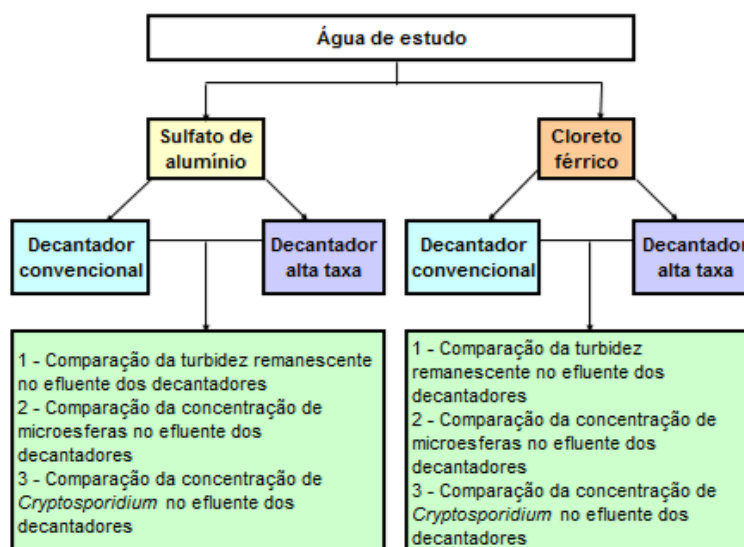 Água de estudo
Sulfato de
alumínio
Cloreto
férrico
Decantador
convencional
Decantador
alta taxa
Decantador
convencional
Decantador
alta taxa
1 - Comparação da turbidez remanescente
no efluente dos decantadores
2 - Comparação da concentração de
microesferas no efluente dos
decantadores
3 - Comparação da concentração de
Cryptosporidium no efluente dos
decantadores
1 - Comparação da turbidez
remanescente no efluente dos
decantadores
2 - Comparação da concentração de
microesferas no efluente dos
decantadores
3 - Comparação da concentração de
Cryptosporidium no efluente dos
decantadores